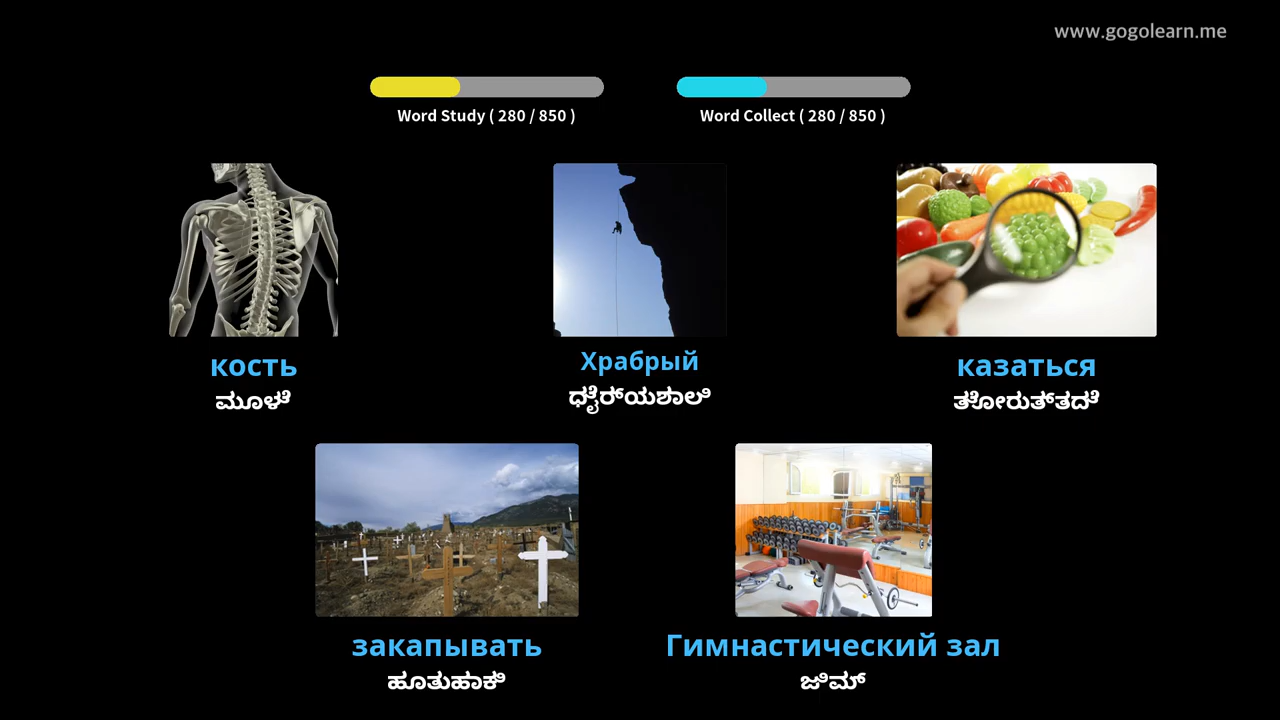 www.gogolearn.me
Word Study ( 280 / 850 )
Word Collect ( 280 / 850 )
кость
ಮೂಳೆ
Храбрый
ಧೈರ್ಯಶಾಲಿ
казаться
ತೋರುತ್ತದೆ
закапывать
ಹೂತುಹಾಕಿ
Гимнастический зал
ಜಿಮ್